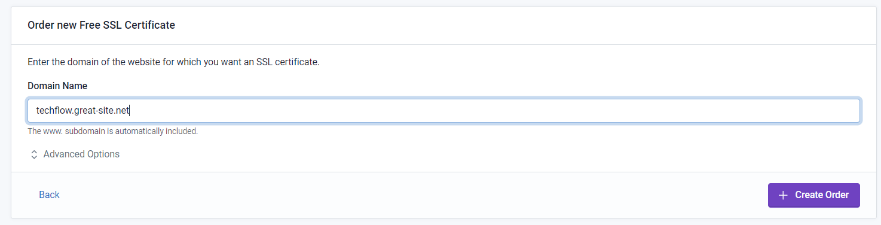 Order new Free SSL Certificate
Enter the domain of the website for which you want an SSL certificate.
Domain Name
techflow.great-site.net
The www. subdomain is automatically included.
Advanced Options
Back
+ Create Order